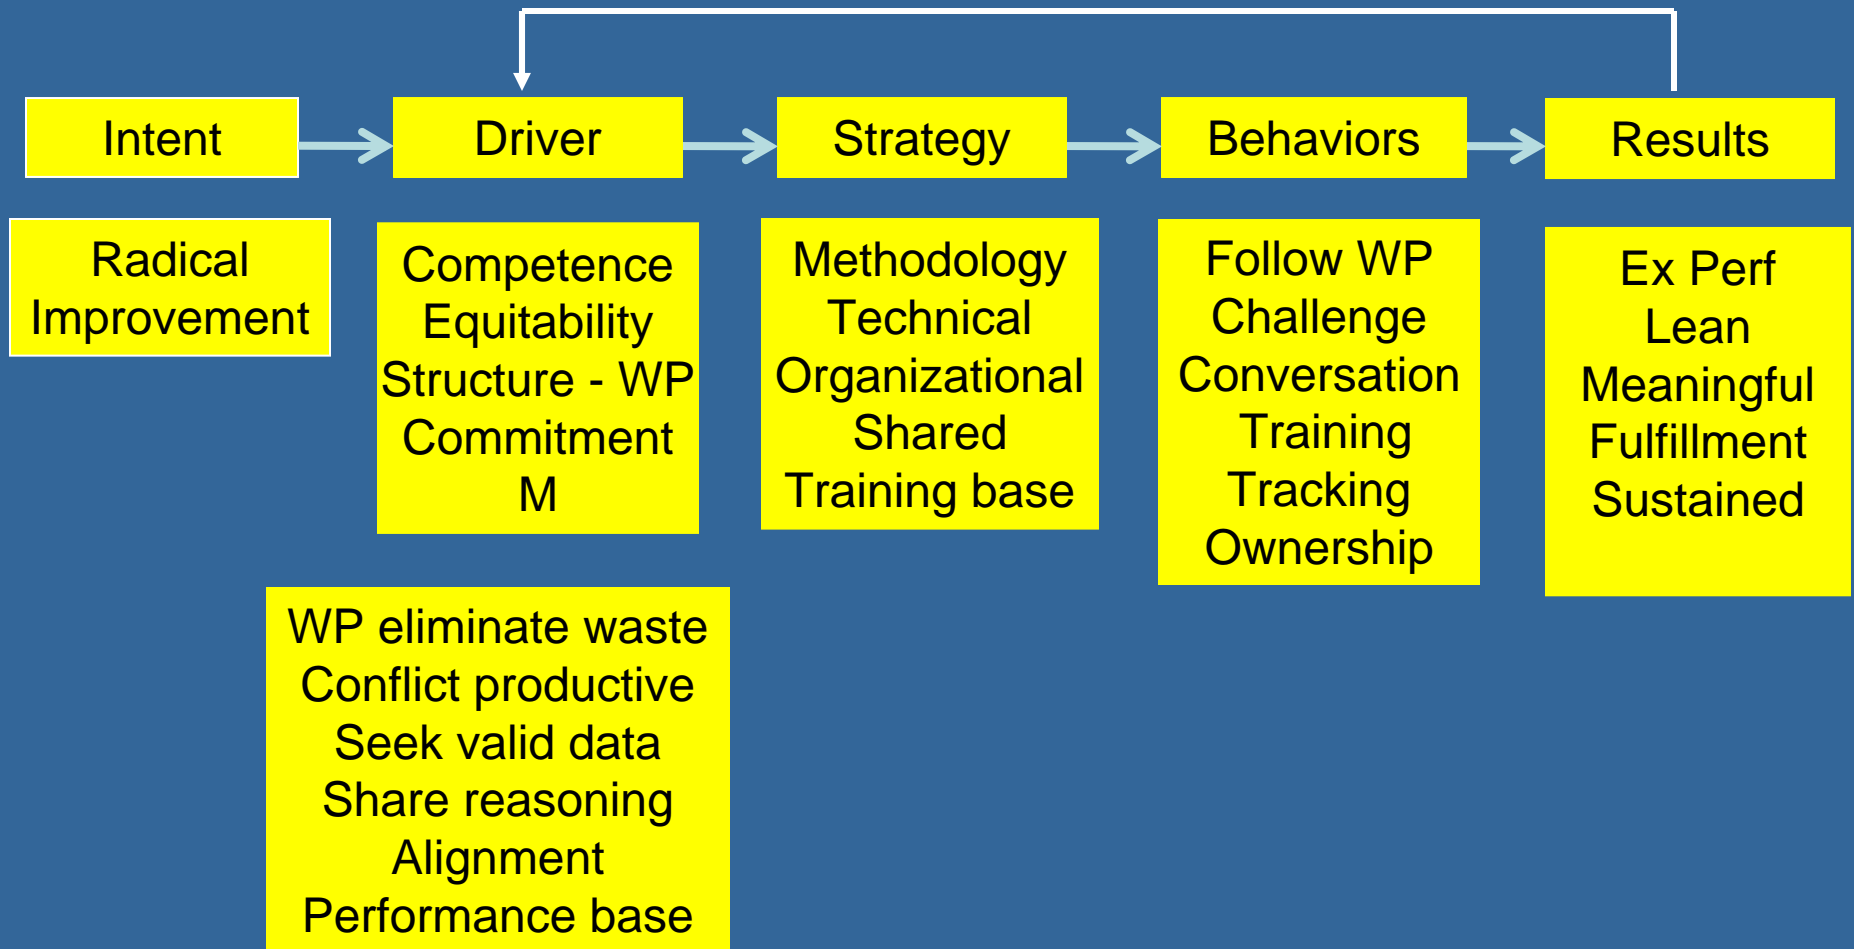 Intent
Driver
Strategy
Behaviors
Results
Radical
Improvement
Competence
Equitability
Structure - WP
Commitment
M
Methodology
Technical
Organizational
Shared
Training base
Follow WP
Challenge
Conversation
Training
Tracking
Ownership
Ex Perf
Lean
Meaningful
Fulfillment
Sustained
WP eliminate waste
Conflict productive
Seek valid data
Share reasoning
Alignment
Performance base